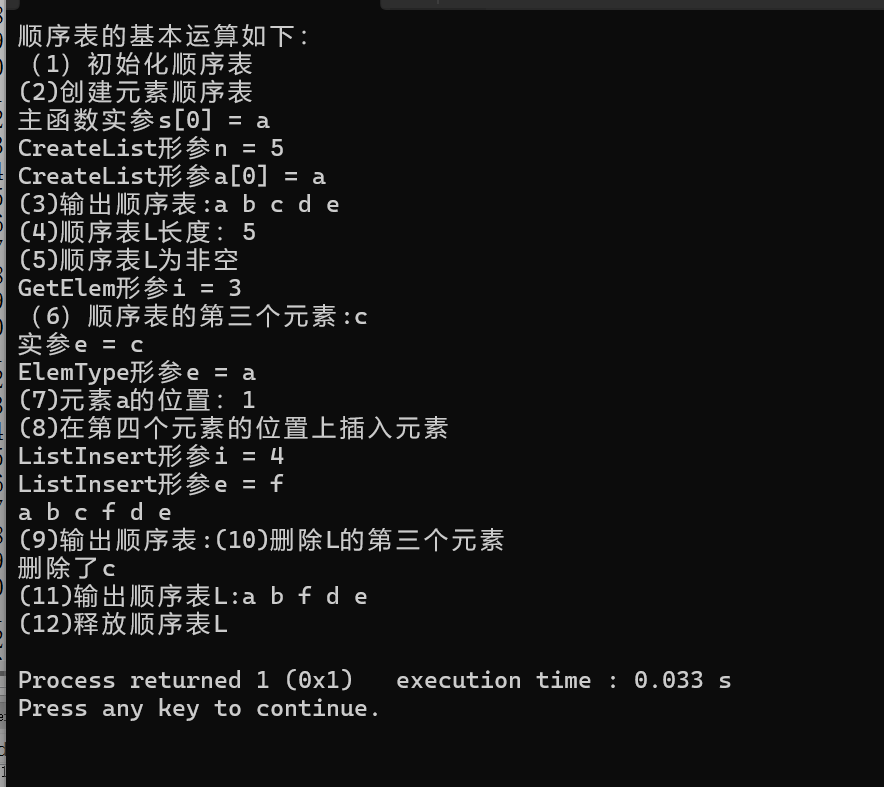 顺序表的基本运算如下:
（1）初始化顺序表
(2)创建元素顺序表
主函数实参s[0] = a
CreateList形参n = 5
CreateList形参a[0] = a
(3)输出顺序表:a b c d e
(4)顺序表L长度: 5
(5)顺序表L为非空
GetElem形参i = 3
（6）顺序表的第三个元素:c
实参e = c
ElemType形参e = a
(7)元素a的位置: 1
(8)在第四个元素的位置上插入元素
ListInsert形参i = 4
ListInsert形参e = f
a b c f d e
(9)输出顺序表:(10)删除L的第三个元素
删除了c
(11)输出顺序表L:a b f d e
(12)释放顺序表L
Process returned 1 (0x1)   execution time : 0.033 s
Press any key to continue.